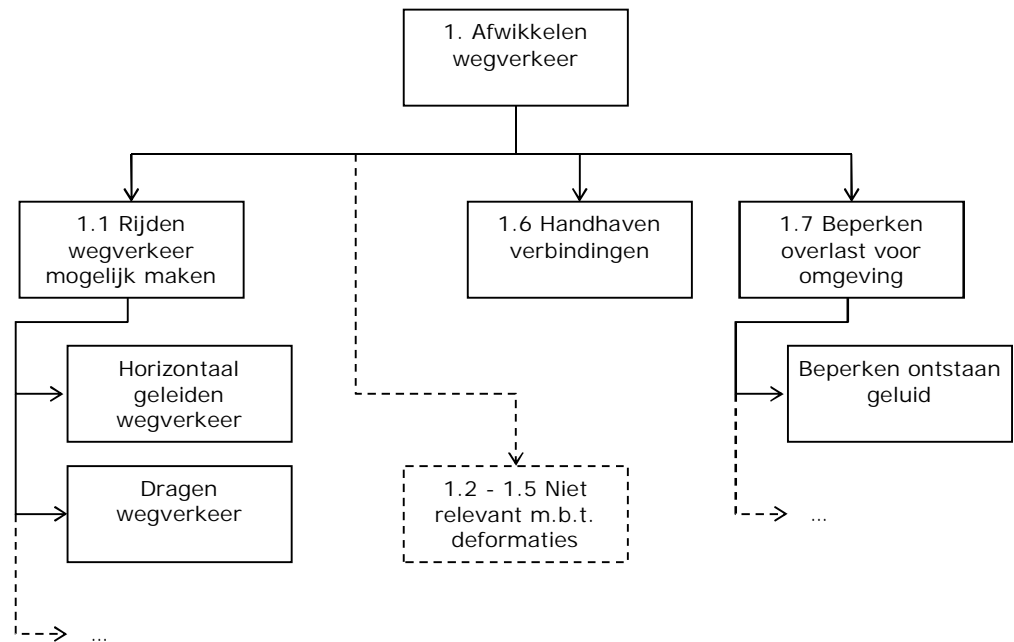 1. Afwikkelen
wegverkeer
1.1 Rijden
wegverkeer
mogelijk maken
1.6 Handhaven
verbindingen
1.7 Beperken
overlast voor
omgeving
Horizontaal
geleiden
wegverkeer
Beperken ontstaan
geluid
Dragen
wegverkeer
1.2 - 1.5 Niet
relevant m.b.t.
deformaties
...
...